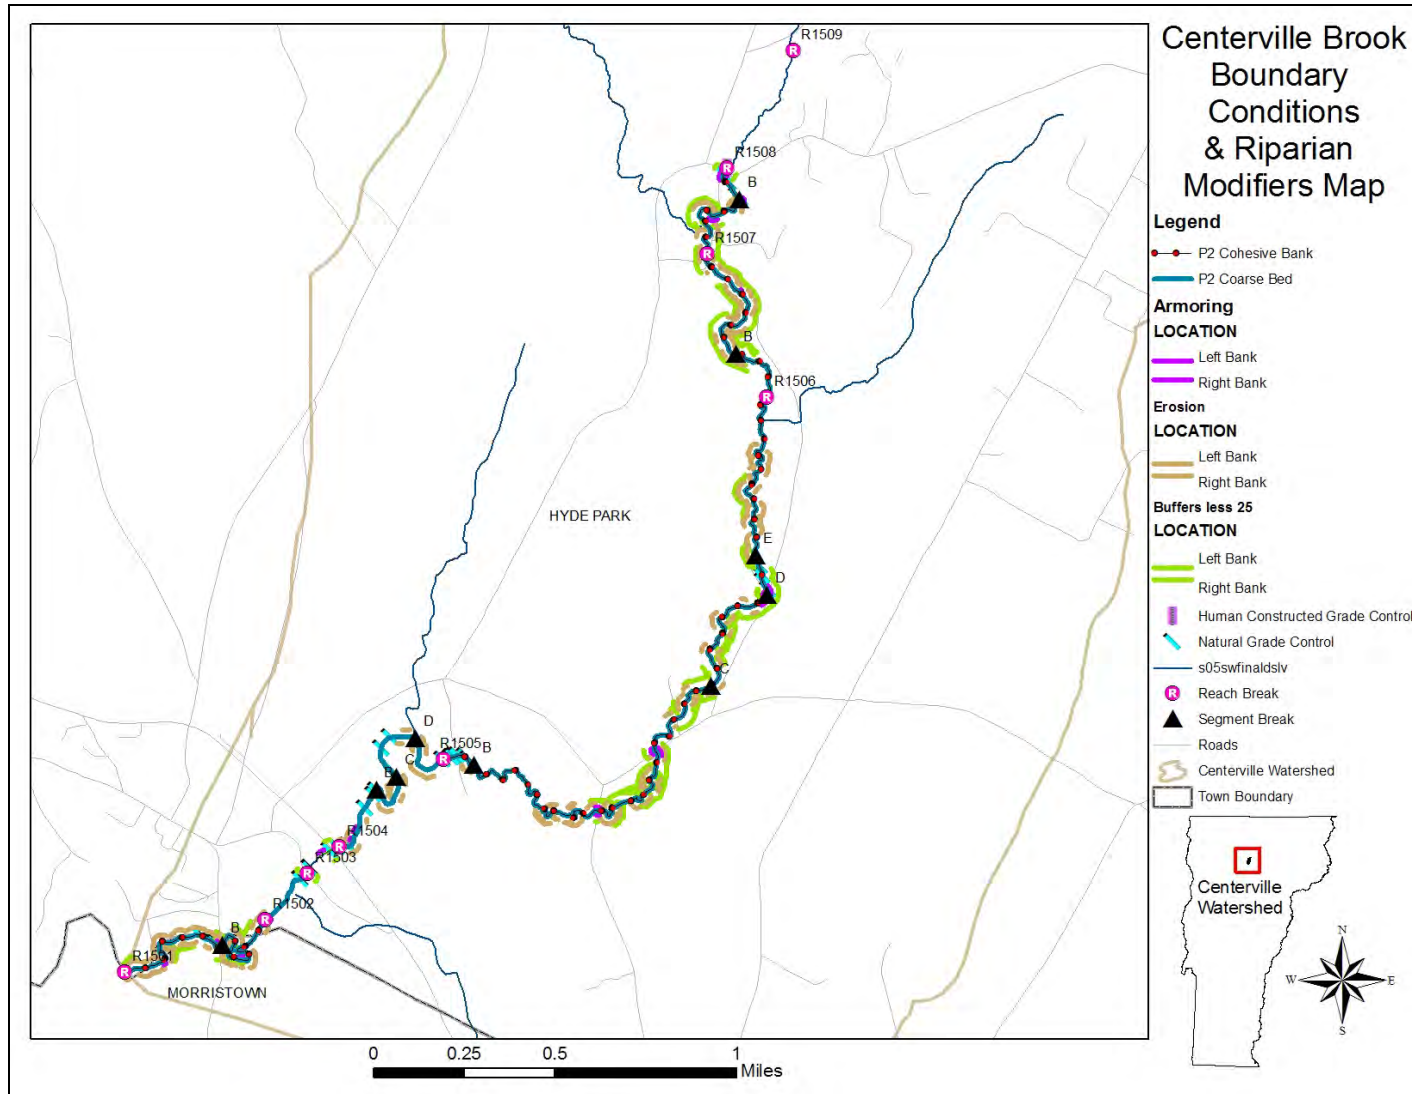 Centerville Brook
Boundary
Conditions
& Riparian
Modifiers Map
Legend
P2 Cohesive Bank
P2 Coarse Bed
Armoring
LOCATION
Left Bank
Right Bank
Erosion
LOCATION
Left Bank
Right Bank
Buffers less 25
LOCATION
Left Bank
Right Bank
Human Constructed Grade Control
Natural Grade Control
s05swfinaldslv
R Reach Break
Segment Break
Roads
Centerville Watershed
Town Boundary
Centerville
Watershed
N
W E
S
R1509
R
R1508
R
B
R1507
R
B
R1506
R
HYDE PARK
E
D
C
D
R1505
R
B
C
B
R1504
R
R1503
R
R1502
R
B
R1501
R
MORRISTOWN
0 0.25 0.5 1
Miles